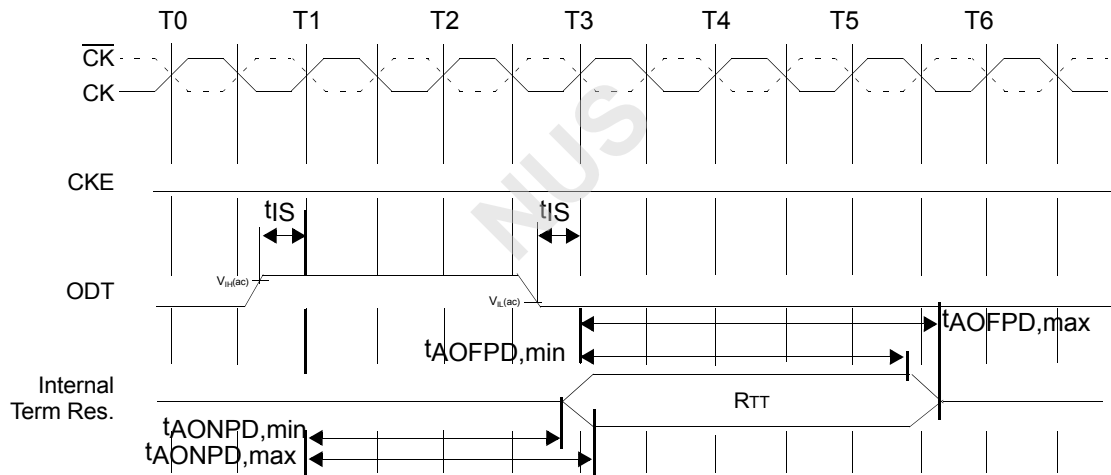 T0 T1 T2 T3 T4 T5 T6
CK
CK
CKE
tIS tIS
VIH(ac)
ODT
VIL(ac)
tAOFPD,max
tAOFPD,min
Internal
Term Res.
RTT
tAONPD,min
tAONPD,max
NUS